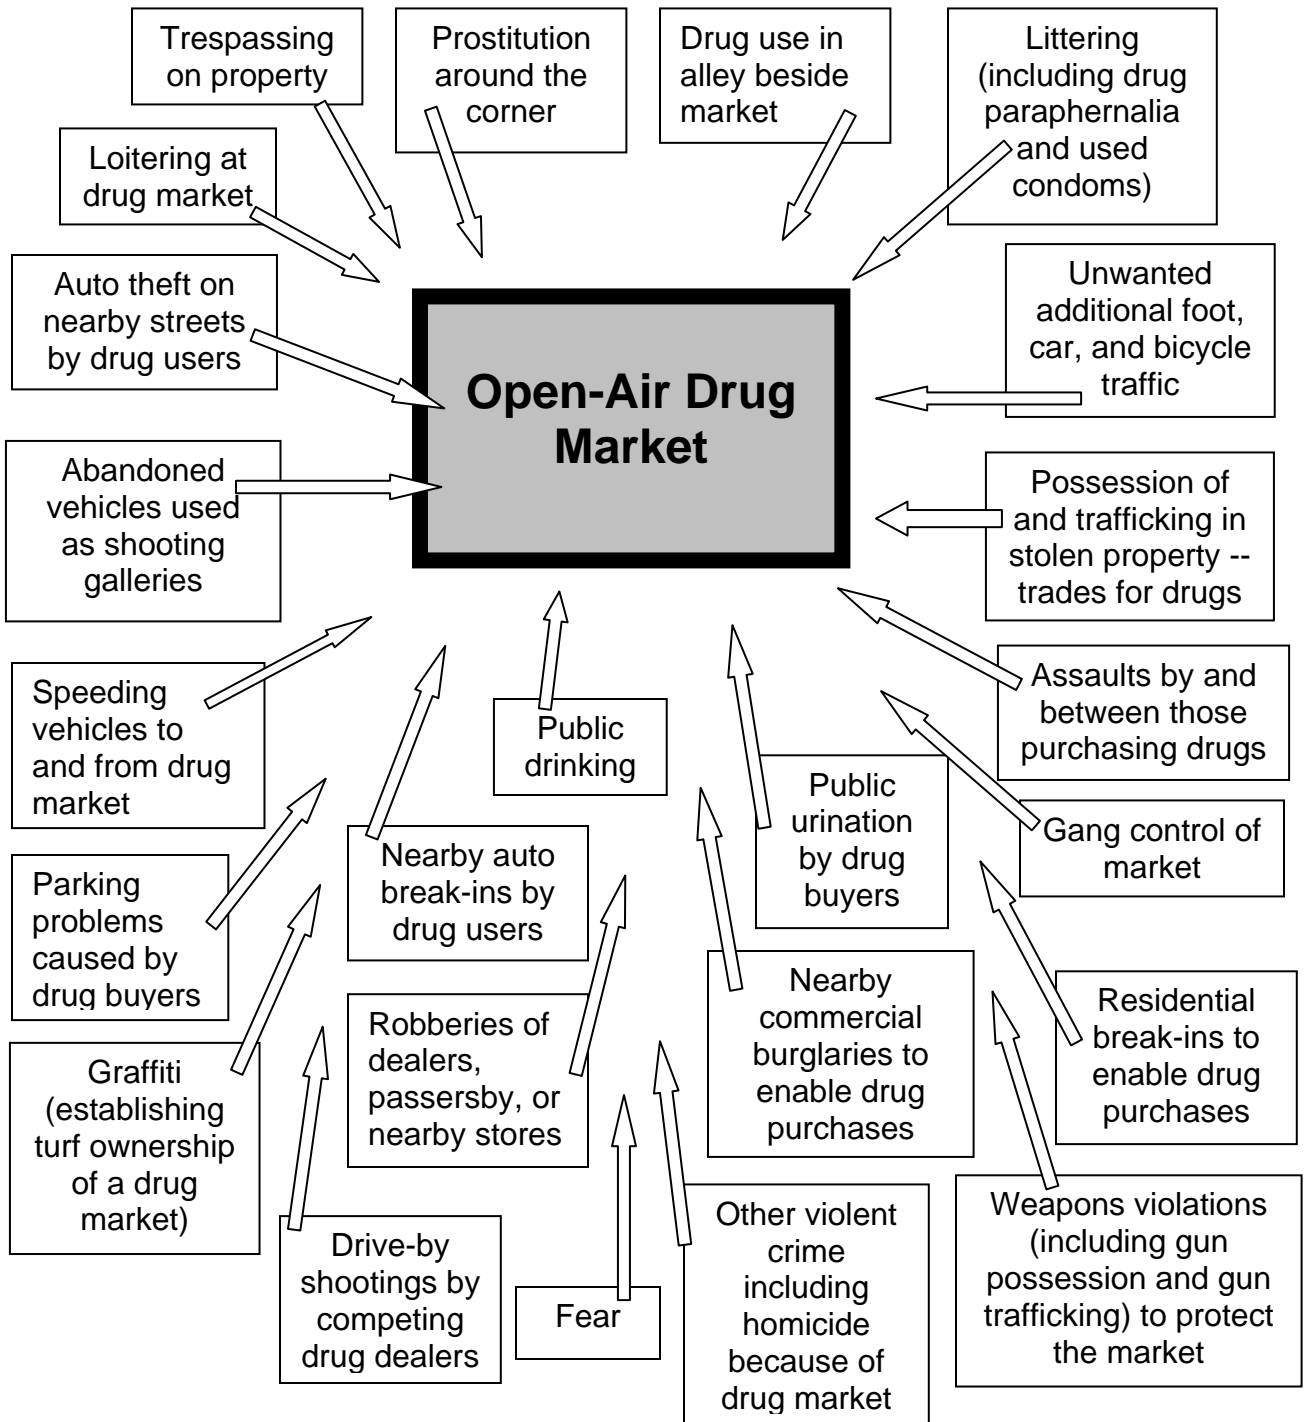 Trespassing
on property
Prostitution
around the
corner
Drug use in
alley beside
market
Littering
(including drug
paraphernalia
and used
condoms)
Loitering at
drug market
Auto theft on
nearby streets
by drug users
Unwanted
additional foot,
car, and bicycle
traffic
Open-Air Drug
Market
Abandoned
vehicles used
as shooting
galleries
Possession of
and trafficking in
stolen property --
trades for drugs
Speeding
vehicles to
and from drug
market
Public
drinking
Assaults by and
between those
purchasing drugs
Public
urination
by drug
buyers
Gang control of
market
Parking
problems
caused by
drug buyers
Nearby auto
break-ins by
drug users
Nearby
commercial
burglaries to
enable drug
purchases
Residential
break-ins to
enable drug
purchases
Graffiti
(establishing
turf ownership
of a drug
market)
Robberies of
dealers,
passersby, or
nearby stores
Drive-by
shootings by
competing
drug dealers
Fear
Other violent
crime
including
homicide
because of
drug market
Weapons violations
(including gun
possession and gun
trafficking) to protect
the market